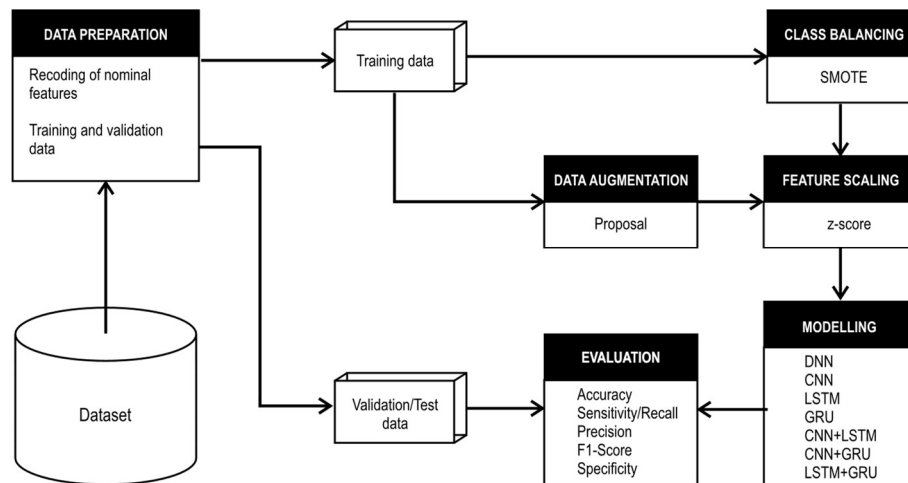 DATA PREPARATION
Recoding of nominal
features
Training and validation
data
Training data
CLASS BALANCING
SMOTE
DATA AUGMENTATION
Proposal
FEATURE SCALING
z-score
MODELLING
DNN
CNN
LSTM
GRU
CNN+LSTM
CNN+GRU
LSTM+GRU
EVALUATION
Accuracy
Sensitivity/Recall
Precision
F1-Score
Specificity
Validation/Test
data
Dataset